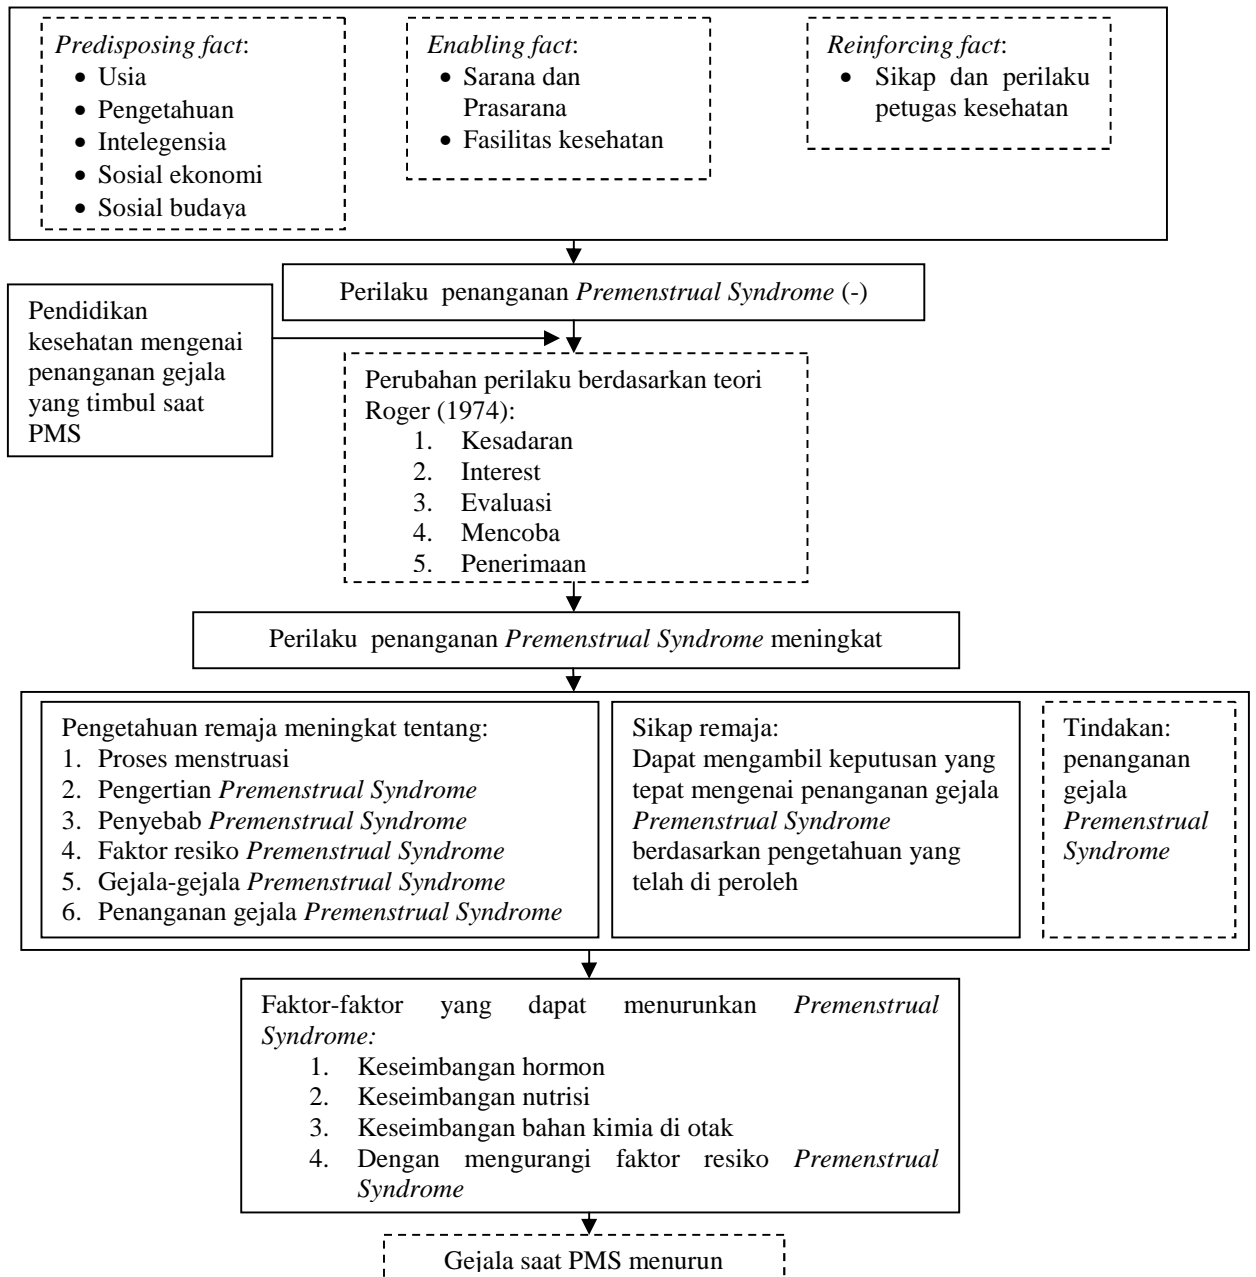 Predisposing fact:
• Usia
• Pengetahuan
• Intelegensia
• Sosial ekonomi
• Sosial budaya
Enabling fact:
• Sarana dan
Prasarana
• Fasilitas kesehatan
Reinforcing fact:
• Sikap dan perilaku
petugas kesehatan
Perilaku penanganan Premenstrual Syndrome (-)
Pendidikan
kesehatan mengenai
penanganan gejala
yang timbul saat
PMS
Perubahan perilaku berdasarkan teori
Roger (1974):
1. Kesadaran
2. Interest
3. Evaluasi
4. Mencoba
5. Penerimaan
Perilaku penanganan Premenstrual Syndrome meningkat
Pengetahuan remaja meningkat tentang:
1. Proses menstruasi
2. Pengertian Premenstrual Syndrome
3. Penyebab Premenstrual Syndrome
4. Faktor resiko Premenstrual Syndrome
5. Gejala-gejala Premenstrual Syndrome
6. Penanganan gejala Premenstrual Syndrome
Sikap remaja:
Dapat mengambil keputusan yang
tepat mengenai penanganan gejala
Premenstrual Syndrome
berdasarkan pengetahuan yang
telah di peroleh
Tindakan:
penanganan
gejala
Premenstrual
Syndrome
Faktor-faktor yang dapat menurunkan Premenstrual
Syndrome:
1. Keseimbangan hormon
2. Keseimbangan nutrisi
3. Keseimbangan bahan kimia di otak
4. Dengan mengurangi faktor resiko Premenstrual
Syndrome
Gejala saat PMS menurun